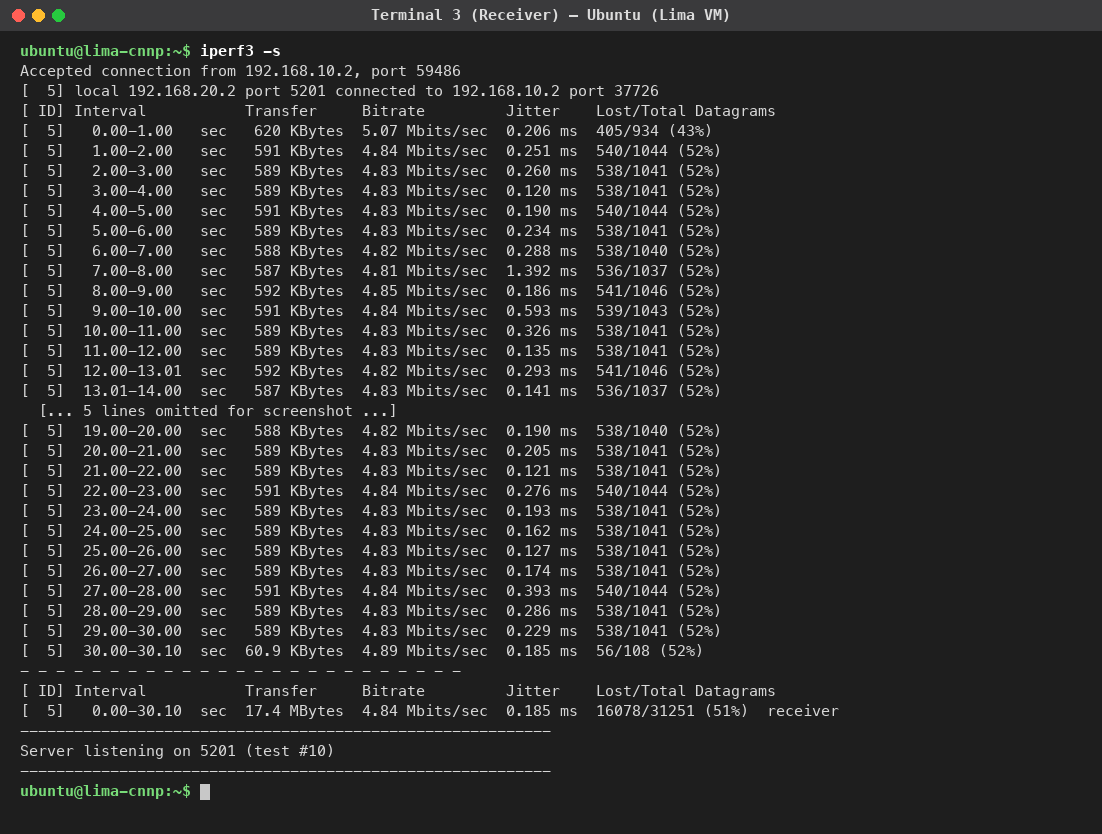 Terminal 3 (Receiver) — Ubuntu (Lima VM)
ubuntu@lima-cnnp:~$ iperf3 -s
Accepted connection from 192.168.10.2, port 59486
[  5] local 192.168.20.2 port 5201 connected to 192.168.10.2 port 37726
[ ID] Interval           Transfer     Bitrate         Jitter    Lost/Total Datagrams
[  5]   0.00-1.00   sec   620 KBytes  5.07 Mbits/sec  0.206 ms  405/934 (43%)
[  5]   1.00-2.00   sec   591 KBytes  4.84 Mbits/sec  0.251 ms  540/1044 (52%)
[  5]   2.00-3.00   sec   589 KBytes  4.83 Mbits/sec  0.260 ms  538/1041 (52%)
[  5]   3.00-4.00   sec   589 KBytes  4.83 Mbits/sec  0.120 ms  538/1041 (52%)
[  5]   4.00-5.00   sec   591 KBytes  4.83 Mbits/sec  0.190 ms  540/1044 (52%)
[  5]   5.00-6.00   sec   589 KBytes  4.83 Mbits/sec  0.234 ms  538/1041 (52%)
[  5]   6.00-7.00   sec   588 KBytes  4.82 Mbits/sec  0.288 ms  538/1040 (52%)
[  5]   7.00-8.00   sec   587 KBytes  4.81 Mbits/sec  1.392 ms  536/1037 (52%)
[  5]   8.00-9.00   sec   592 KBytes  4.85 Mbits/sec  0.186 ms  541/1046 (52%)
[  5]   9.00-10.00  sec   591 KBytes  4.84 Mbits/sec  0.593 ms  539/1043 (52%)
[  5]  10.00-11.00  sec   589 KBytes  4.83 Mbits/sec  0.326 ms  538/1041 (52%)
[  5]  11.00-12.00  sec   589 KBytes  4.83 Mbits/sec  0.135 ms  538/1041 (52%)
[  5]  12.00-13.01  sec   592 KBytes  4.82 Mbits/sec  0.293 ms  541/1046 (52%)
[  5]  13.01-14.00  sec   587 KBytes  4.83 Mbits/sec  0.141 ms  536/1037 (52%)
  [... 5 lines omitted for screenshot ...]
[  5]  19.00-20.00  sec   588 KBytes  4.82 Mbits/sec  0.190 ms  538/1040 (52%)
[  5]  20.00-21.00  sec   589 KBytes  4.83 Mbits/sec  0.205 ms  538/1041 (52%)
[  5]  21.00-22.00  sec   589 KBytes  4.83 Mbits/sec  0.121 ms  538/1041 (52%)
[  5]  22.00-23.00  sec   591 KBytes  4.84 Mbits/sec  0.276 ms  540/1044 (52%)
[  5]  23.00-24.00  sec   589 KBytes  4.83 Mbits/sec  0.193 ms  538/1041 (52%)
[  5]  24.00-25.00  sec   589 KBytes  4.83 Mbits/sec  0.162 ms  538/1041 (52%)
[  5]  25.00-26.00  sec   589 KBytes  4.83 Mbits/sec  0.127 ms  538/1041 (52%)
[  5]  26.00-27.00  sec   589 KBytes  4.83 Mbits/sec  0.174 ms  538/1041 (52%)
[  5]  27.00-28.00  sec   591 KBytes  4.84 Mbits/sec  0.393 ms  540/1044 (52%)
[  5]  28.00-29.00  sec   589 KBytes  4.83 Mbits/sec  0.286 ms  538/1041 (52%)
[  5]  29.00-30.00  sec   589 KBytes  4.83 Mbits/sec  0.229 ms  538/1041 (52%)
[  5]  30.00-30.10  sec  60.9 KBytes  4.89 Mbits/sec  0.185 ms  56/108 (52%)
- - - - - - - - - - - - - - - - - - - - - - - - -
[ ID] Interval           Transfer     Bitrate         Jitter    Lost/Total Datagrams
[  5]   0.00-30.10  sec  17.4 MBytes  4.84 Mbits/sec  0.185 ms  16078/31251 (51%)  receiver
-----------------------------------------------------------
Server listening on 5201 (test #10)
-----------------------------------------------------------
ubuntu@lima-cnnp:~$